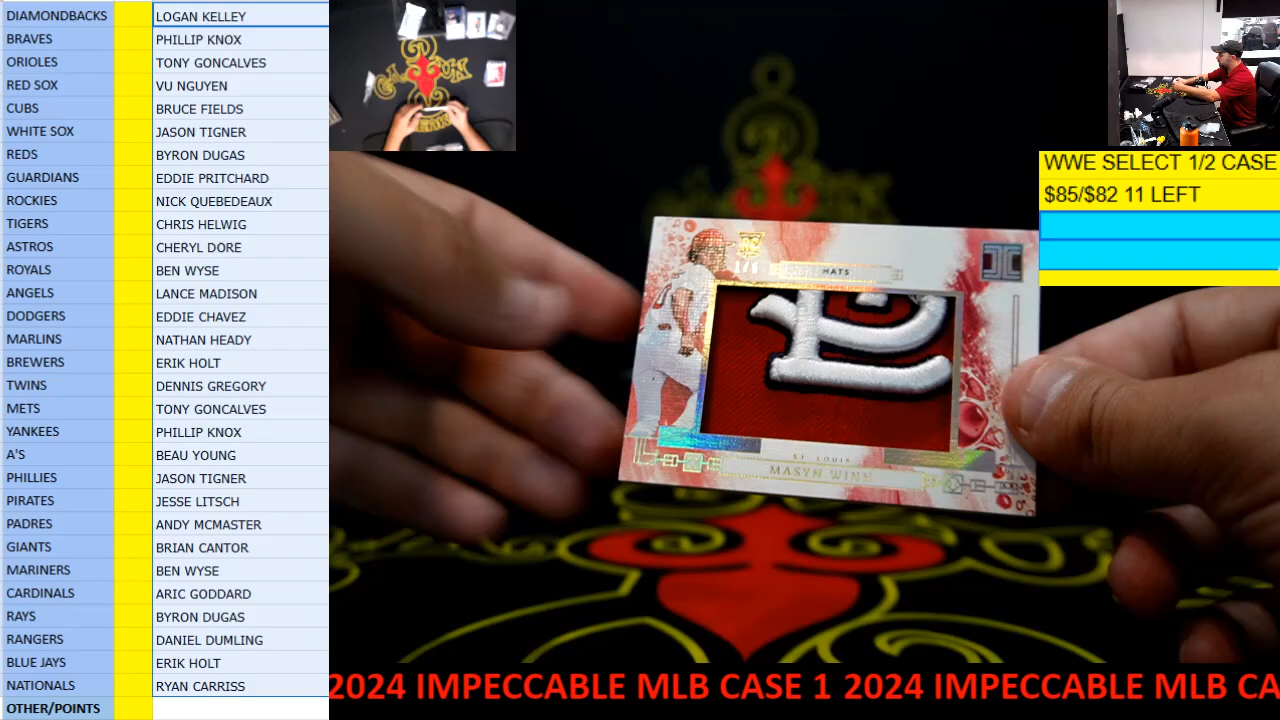 DIAMONDBACKS LOGAN KELLEY
BRAVES PHILLIP KNOX
ORIOLES TONY GONCALVES
RED SOX VU NGUYEN
CUBS BRUCE FIELDS
WHITE SOX JASON TIGNER
REDS BYRON DUGAS
GUARDIANS EDDIE PRITCHARD
ROCKIES NICK QUEBEDEAUX
TIGERS CHRIS HELWIG
ASTROS CHERYL DORE
ROYALS BEN WYSE
ANGELS LANCE MADISON
DODGERS EDDIE CHAVEZ
MARLINS NATHAN HEADY
BREWERS ERIK HOLT
TWINS DENNIS GREGORY
METS TONY GONCALVES
YANKEES PHILLIP KNOX
A'S BEAU YOUNG
PHILLIES JASON TIGNER
PIRATES JESSE LITSCH
PADRES ANDY MCMASTER
GIANTS BRIAN CANTOR
MARINERS BEN WYSE
CARDINALS ARIC GODDARD
RAYS BYRON DUGAS
RANGERS DANIEL DUMLING
BLUE JAYS ERIK HOLT
NATIONALS RYAN CARRISS
OTHER/POINTS
WWE SELECT 1/2 CASE
$85/$82 11 LEFT
HATS
ST. LOUIS
MASYN WINN
2024 IMPECCABLE MLB CASE 1 2024 IMPECCABLE MLB CA